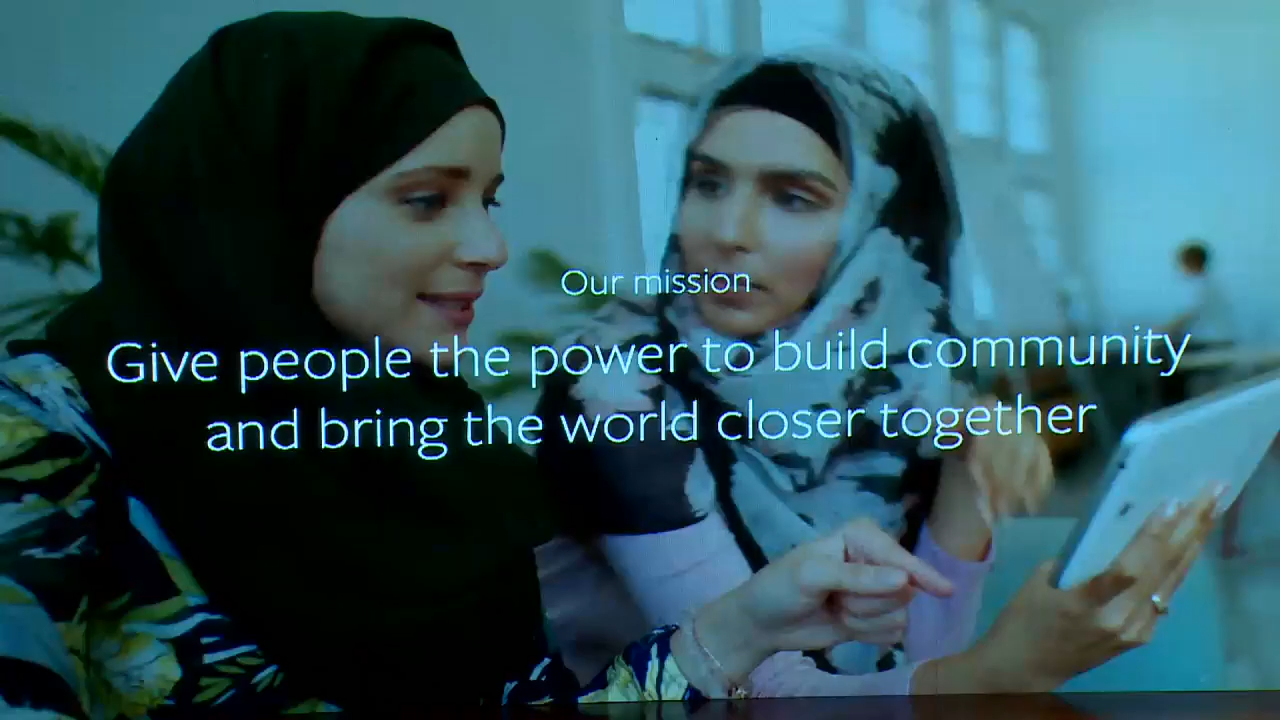 Our mission
Give people the power to build community
and bring the world closer together